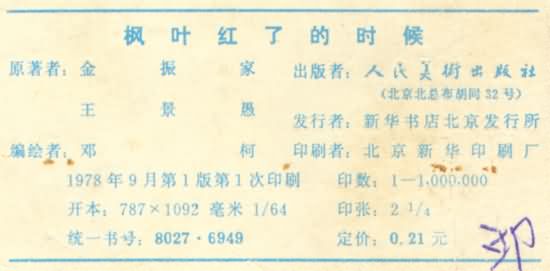 枫叶红了的时候
原著者：金振家 出版者：人民美術出版社
王景愚 （北京北总布胡同32号）
发行者：新华书店北京发行所
编绘者：邓柯 印刷者：北京新华印刷厂
1978年9月第1版第1次印刷 印数：1—1,000,000
开本：787×1092 毫米 1/64 印张：2 1/4
统一书号：8027·6949 定价：0.21元